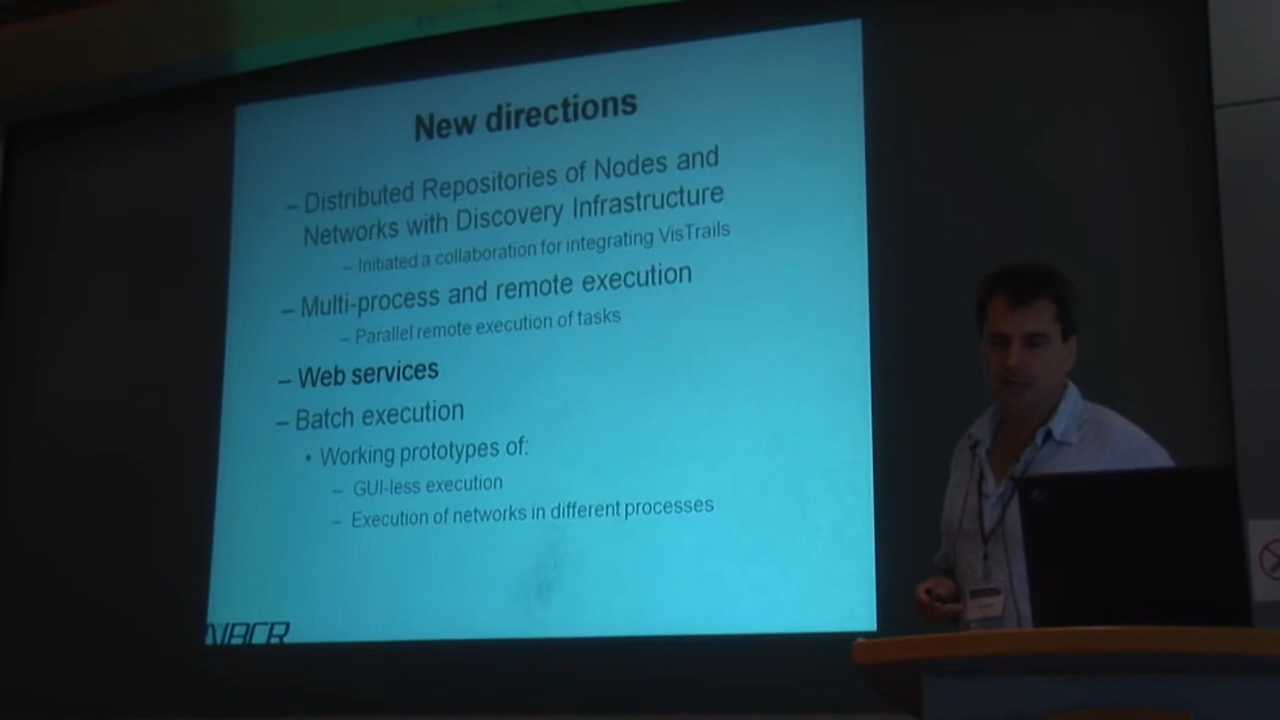 New directions
– Distributed Repositories of Nodes and
Networks with Discovery Infrastructure
– Initiated a collaboration for integrating VisTrails
– Multi-process and remote execution
– Parallel remote execution of tasks
– Web services
– Batch execution
• Working prototypes of:
– GUI-less execution
– Execution of networks in different processes
NBCR